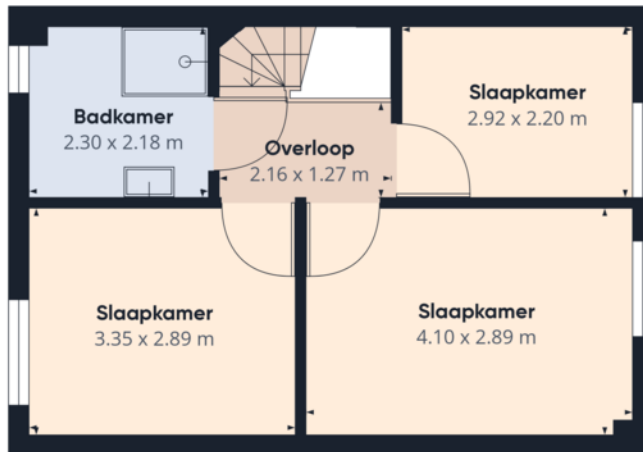 Badkamer
2.30 x 2.18 m
Overloop
2.16 x 1.27 m
Slaapkamer
2.92 x 2.20 m
Slaapkamer
3.35 x 2.89 m
Slaapkamer
4.10 x 2.89 m